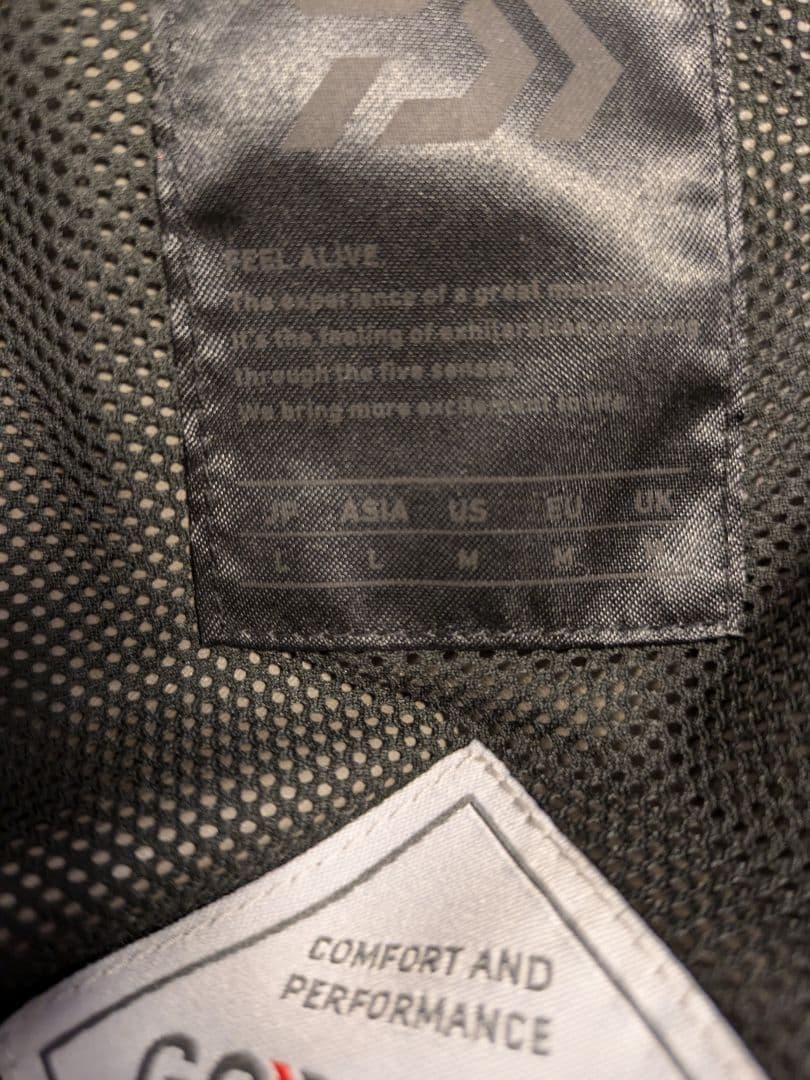 FEEL ALIVE
The experience of a great
It's the feeling of exhilaration coursing
through the five senses.
We bring more excitement to life.
JP ASIA US EU UK
L L M M
COMFORT AND
PERFORMANCE